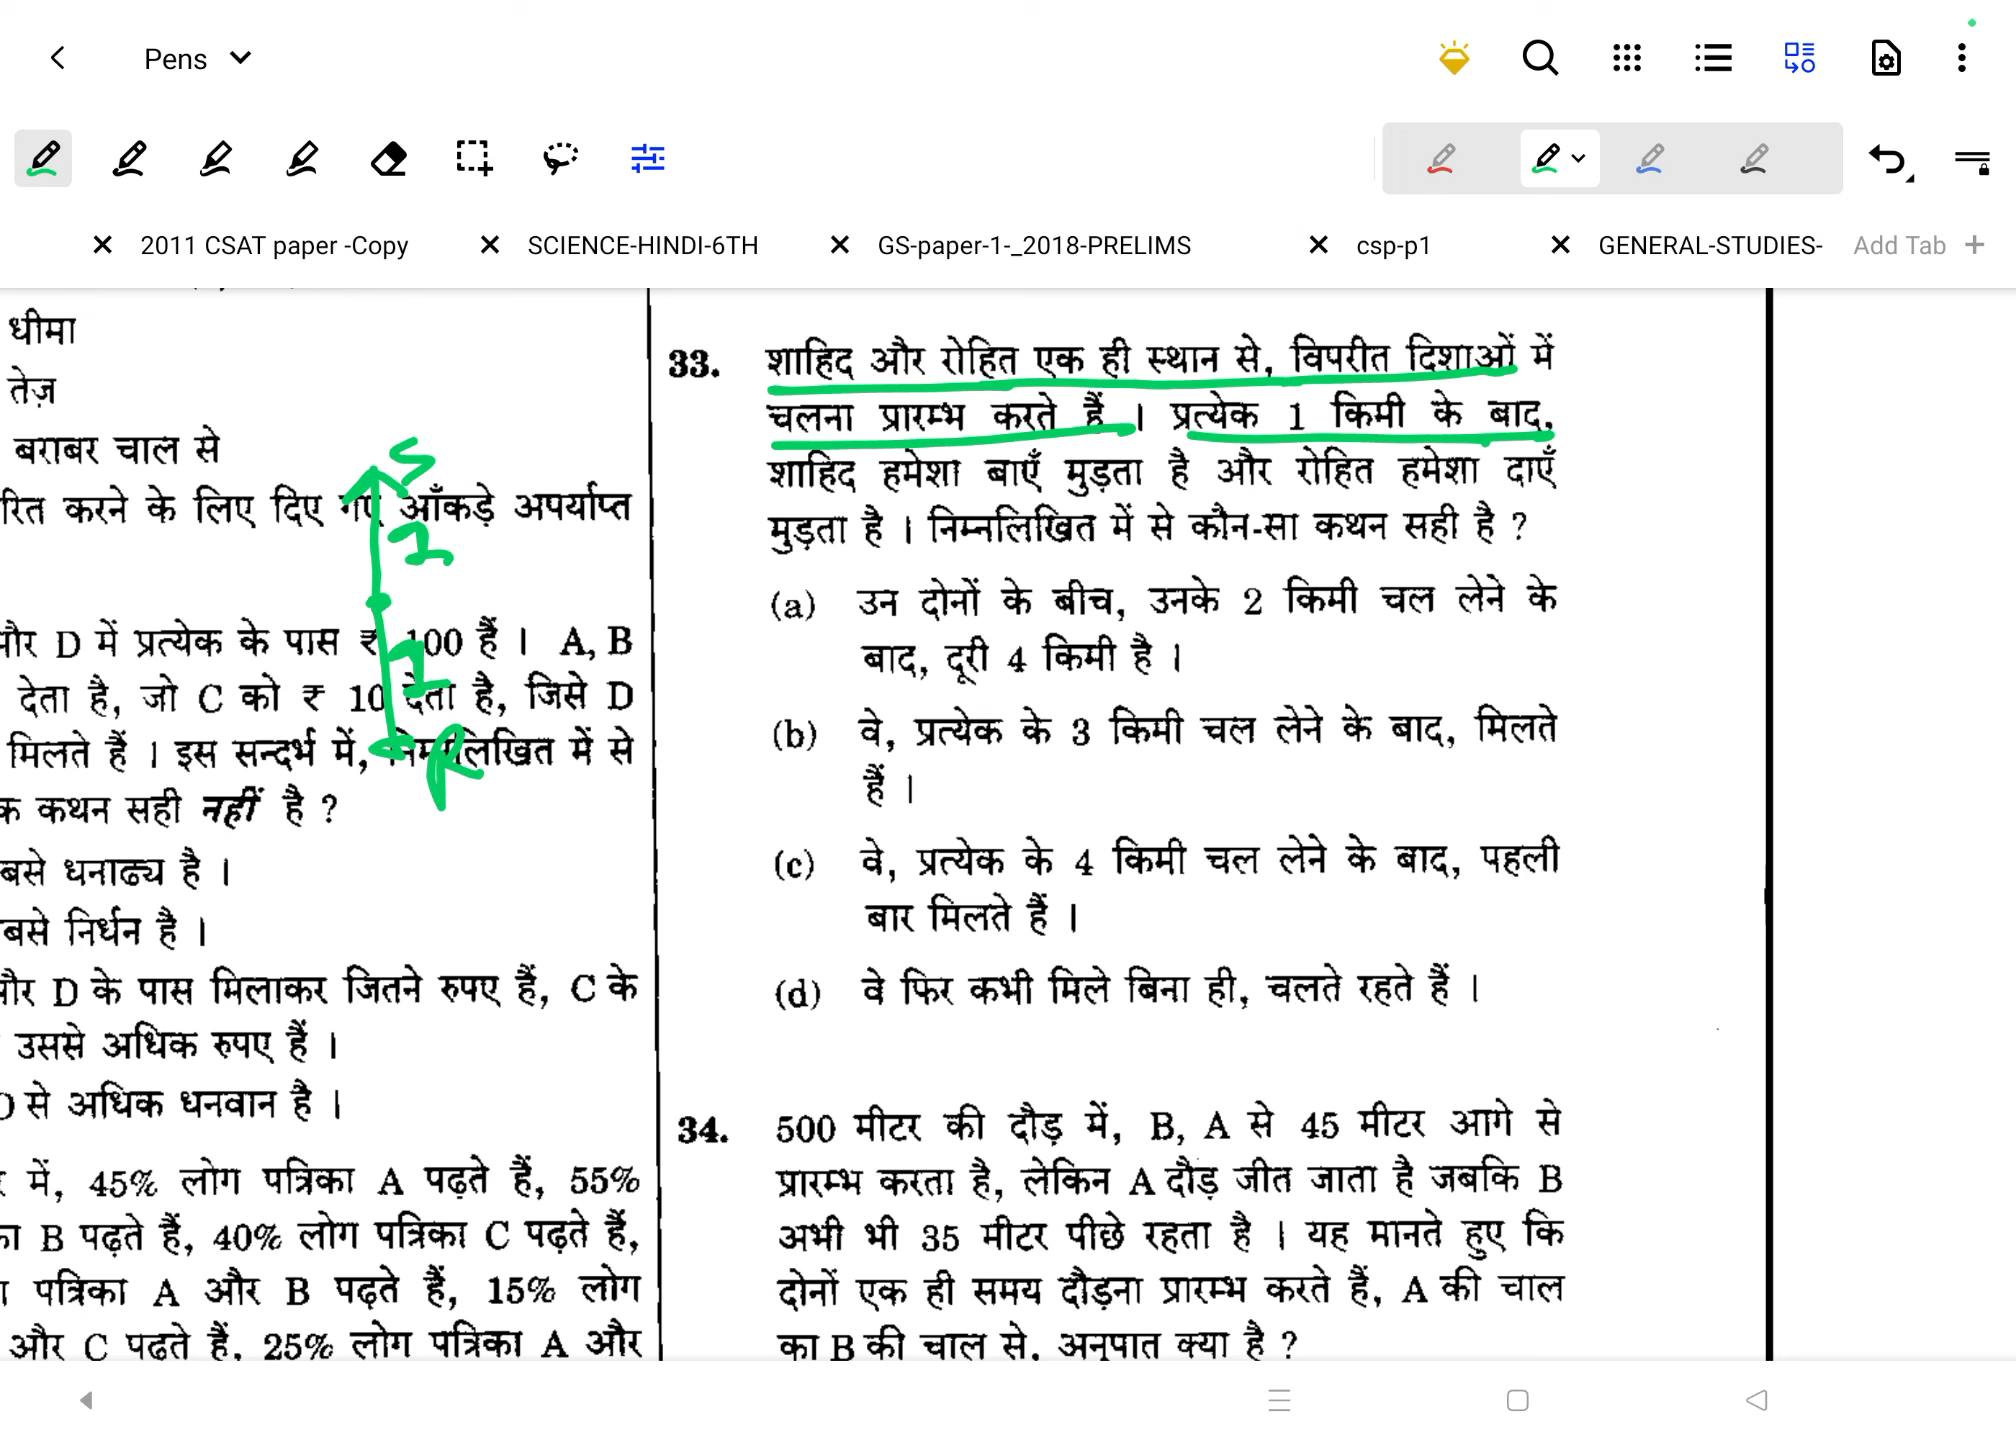 Pens
2011 CSAT paper -Copy
SCIENCE-HINDI-6TH
GS-paper-1-_2018-PRELIMS
csp-p1
GENERAL-STUDIES-
Add Tab +
धीमा
तेज़
बराबर चाल से
रित करने के लिए दिए गए आँकड़े अपर्याप्त
और D में प्रत्येक के पास ₹ 100 हैं । A, B
देता है, जो C को ₹ 10 देता है, जिसे D
मिलते हैं । इस सन्दर्भ में, निम्नलिखित में से
क कथन सही नहीं है ?
बसे धनाढ्य है ।
बसे निर्धन है ।
और D के पास मिलाकर जितने रुपए हैं, C के
उससे अधिक रुपए हैं ।
D से अधिक धनवान है ।
में, 45% लोग पत्रिका A पढ़ते हैं, 55%
का B पढ़ते हैं, 40% लोग पत्रिका C पढ़ते हैं,
पत्रिका A और B पढ़ते हैं, 15% लोग
और C पढ़ते हैं, 25% लोग पत्रिका A और
S
1
1
R
33. शाहिद और रोहित एक ही स्थान से, विपरीत दिशाओं में
चलना प्रारम्भ करते हैं । प्रत्येक 1 किमी के बाद,
शाहिद हमेशा बाएँ मुड़ता है और रोहित हमेशा दाएँ
मुड़ता है । निम्नलिखित में से कौन-सा कथन सही है ?
(a) उन दोनों के बीच, उनके 2 किमी चल लेने के
बाद, दूरी 4 किमी है ।
(b) वे, प्रत्येक के 3 किमी चल लेने के बाद, मिलते
हैं ।
(c) वे, प्रत्येक के 4 किमी चल लेने के बाद, पहली
बार मिलते हैं ।
(d) वे फिर कभी मिले बिना ही, चलते रहते हैं ।
34. 500 मीटर की दौड़ में, B, A से 45 मीटर आगे से
प्रारम्भ करता है, लेकिन A दौड़ जीत जाता है जबकि B
अभी भी 35 मीटर पीछे रहता है । यह मानते हुए कि
दोनों एक ही समय दौड़ना प्रारम्भ करते हैं, A की चाल
का B की चाल से, अनुपात क्या है ?